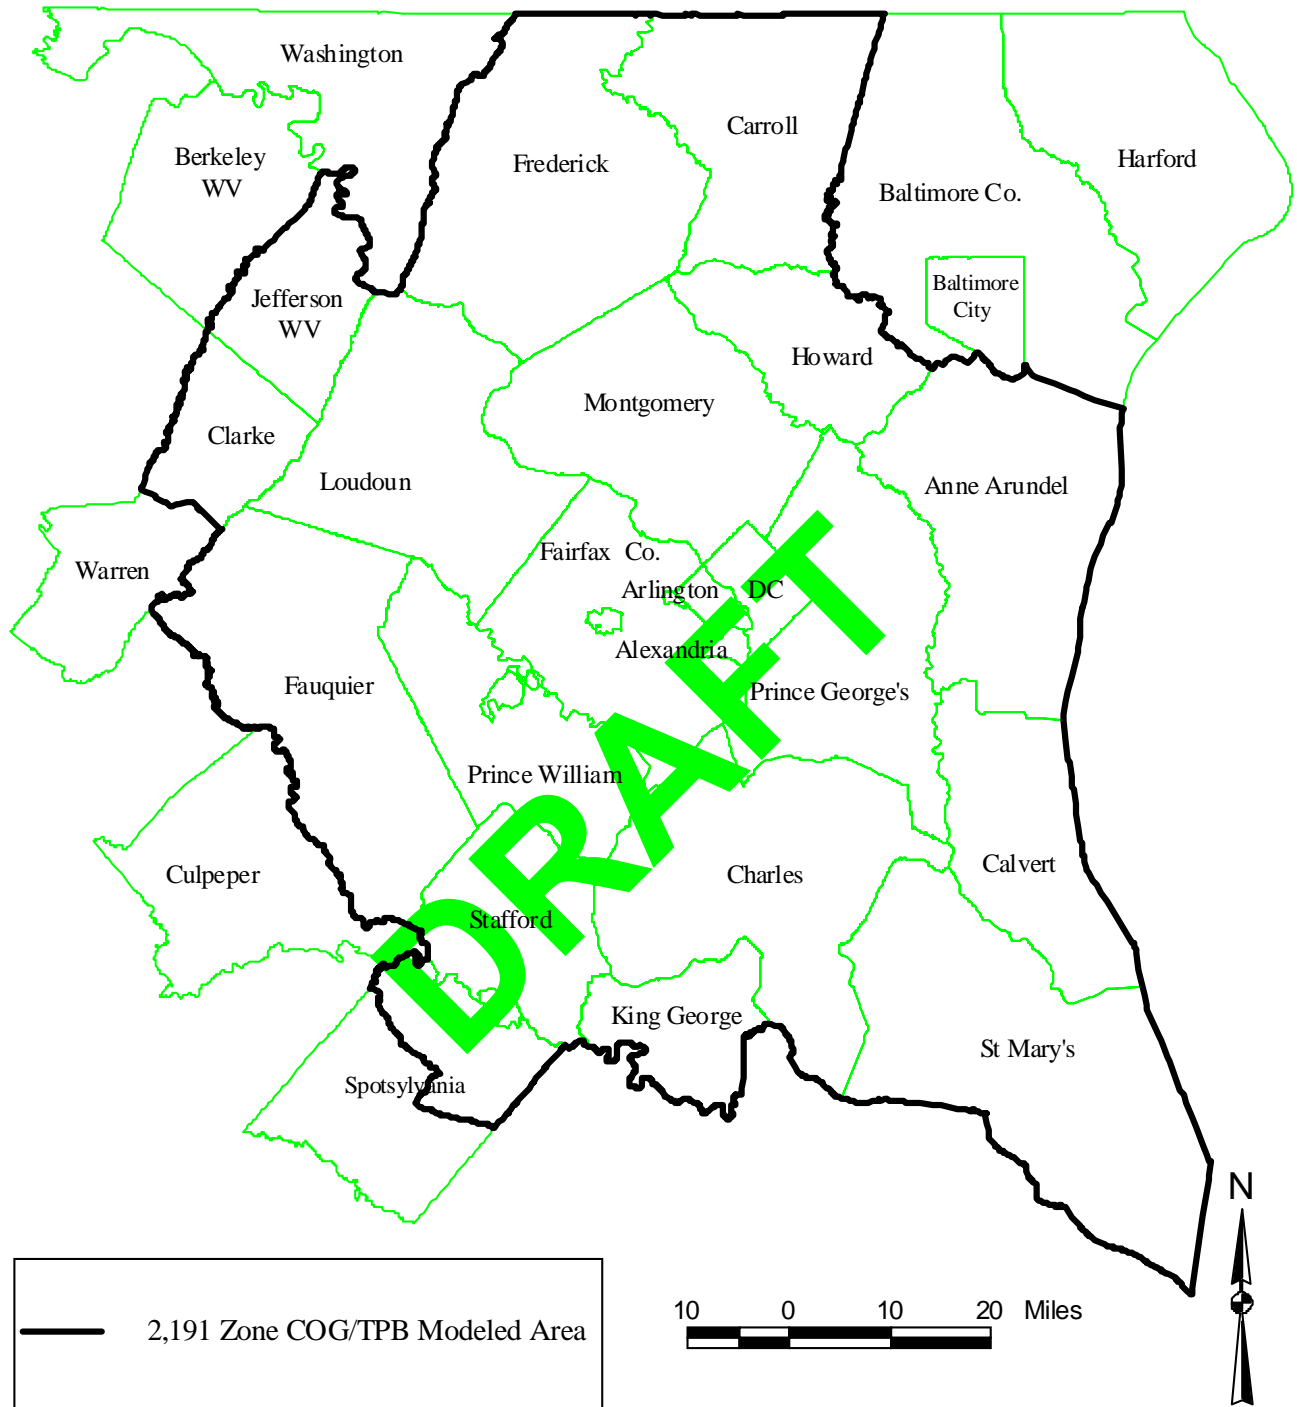 Washington
Carroll
Berkeley
WV
Frederick
Harford
Baltimore Co.
Jefferson
WV
Baltimore
City
Howard
Montgomery
Clarke
Loudoun
Anne Arundel
Fairfax Co.
Warren
Arlington
DC
Alexandria
Fauquier
Prince George's
Prince William
DRAFT
Culpeper
Charles
Calvert
Stafford
King George
St Mary's
Spotsylvania
N
10 0 10 20 Miles
2,191 Zone COG/TPB Modeled Area